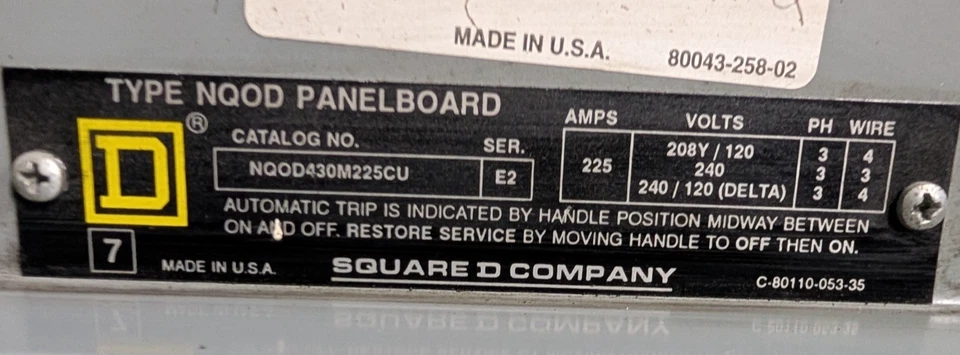 MADE IN U.S.A. 80043-258-02
TYPE NQOD PANELBOARD
D ®
CATALOG NO. SER.
NQOD430M225CU E2
AMPS VOLTS PH WIRE
225 208Y / 120 3 4
240 3 3
240 / 120 (DELTA) 3 4
AUTOMATIC TRIP IS INDICATED BY HANDLE POSITION MIDWAY BETWEEN
ON AND OFF. RESTORE SERVICE BY MOVING HANDLE TO OFF THEN ON.
7 MADE IN U.S.A. SQUARE D COMPANY C-80110-053-35